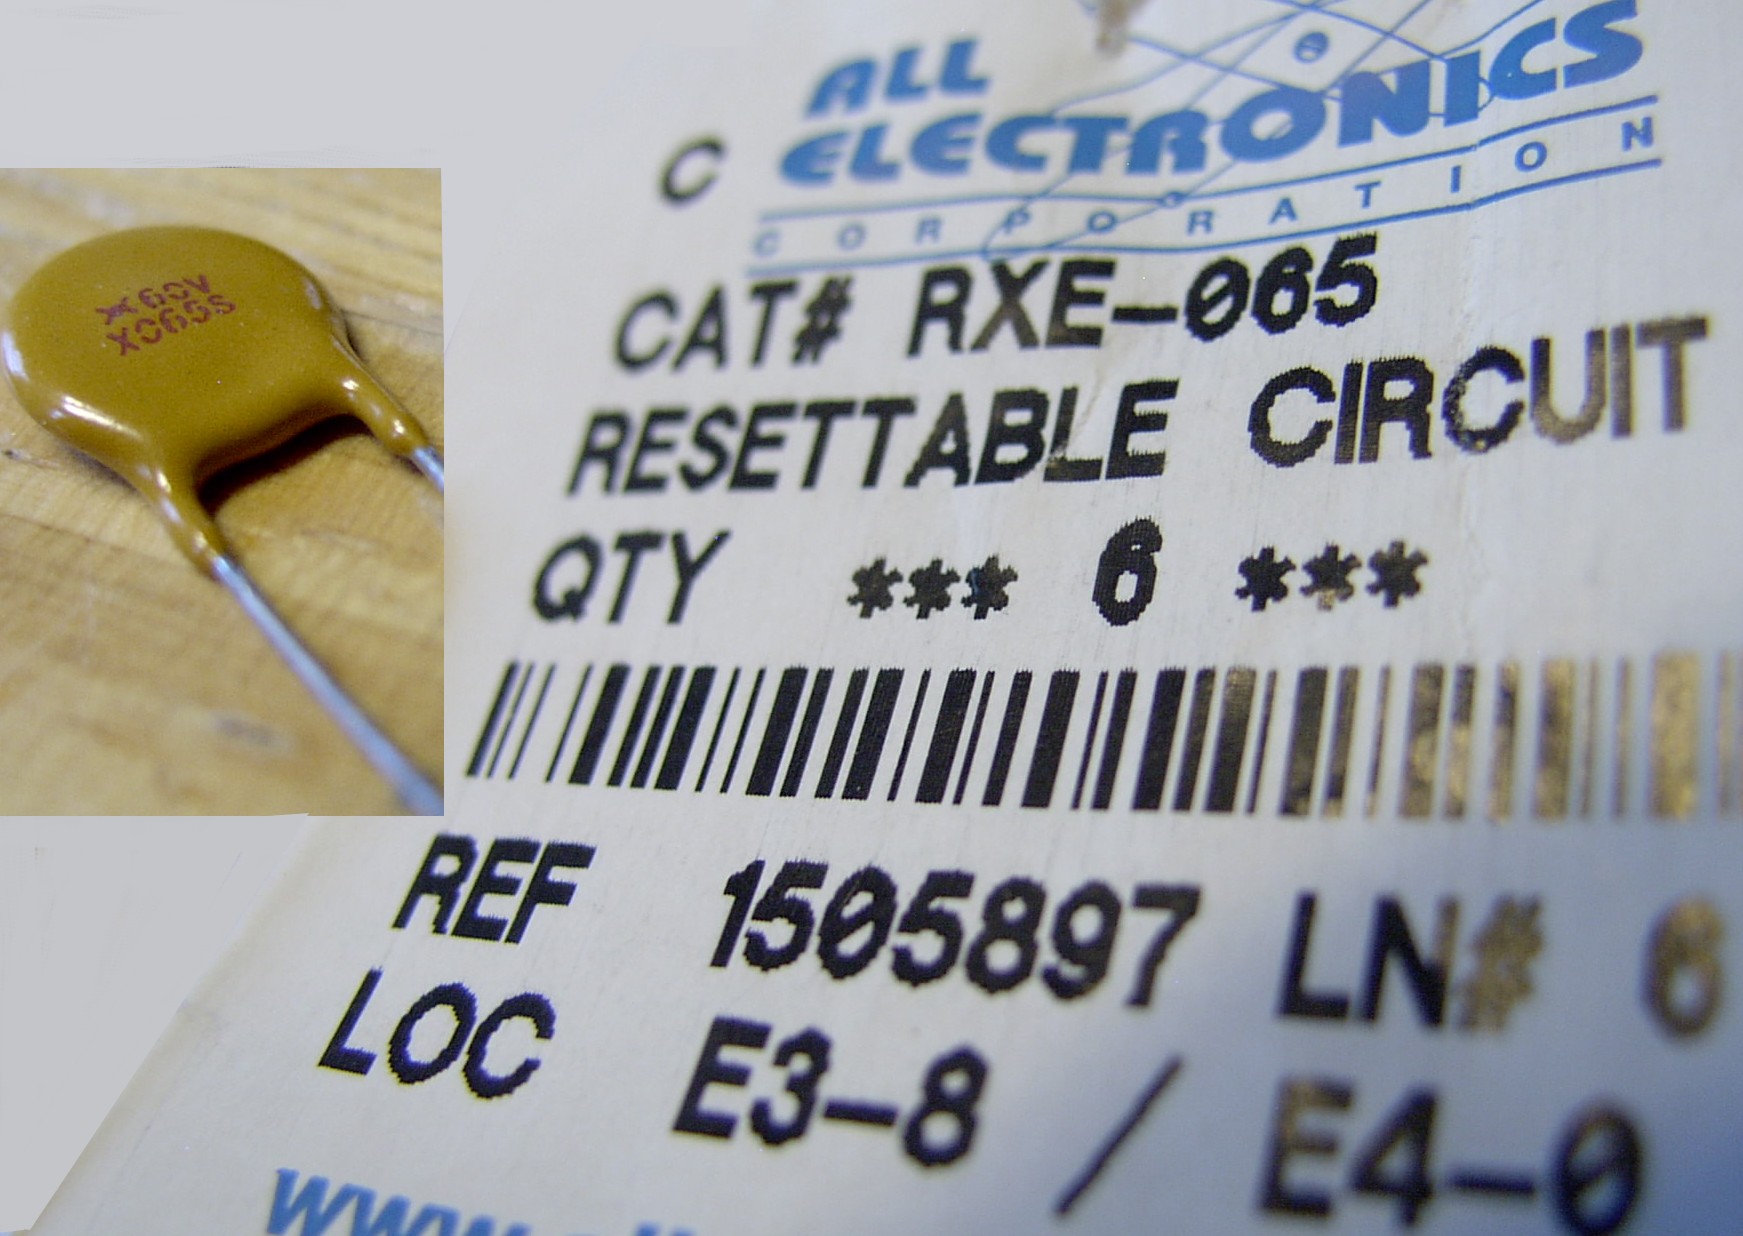 60V
X065S
C
ALL
ELECTRONICS
CORPORATION
CAT# RXE-065
RESETTABLE CIRCUIT
QTY *** 6 ***
REF 1505897 LN# 6
LOC E3-8 / E4-0